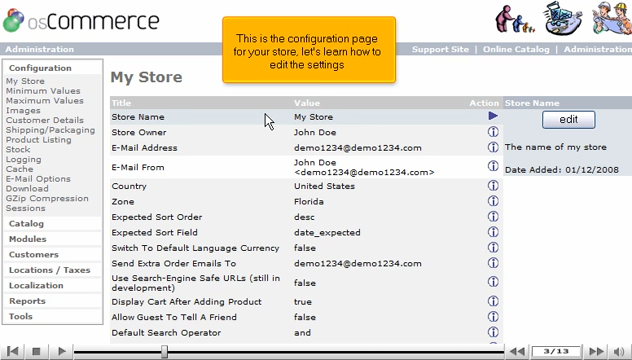 osCommerce
This is the configuration page
for your store, let's learn how to
edit the settings
Administration
Support Site | Online Catalog | Administration
Configuration
My Store
Minimum Values
Maximum Values
Images
Customer Details
Shipping/Packaging
Product Listing
Stock
Logging
Cache
E-Mail Options
Download
GZip Compression
Sessions
Catalog
Modules
Customers
Locations / Taxes
Localization
Reports
Tools
My Store
Title Value Action
Store Name My Store
Store Owner John Doe
E-Mail Address demo1234@demo1234.com
E-Mail From John Doe
<demo1234@demo1234.com>
Country United States
Zone Florida
Expected Sort Order desc
Expected Sort Field date_expected
Switch To Default Language Currency false
Send Extra Order Emails To demo1234@demo1234.com
Use Search-Engine Safe URLs (still in
development) false
Display Cart After Adding Product true
Allow Guest To Tell A Friend false
Default Search Operator and
Store Name
edit
The name of my store
Date Added: 01/12/2008
3/13